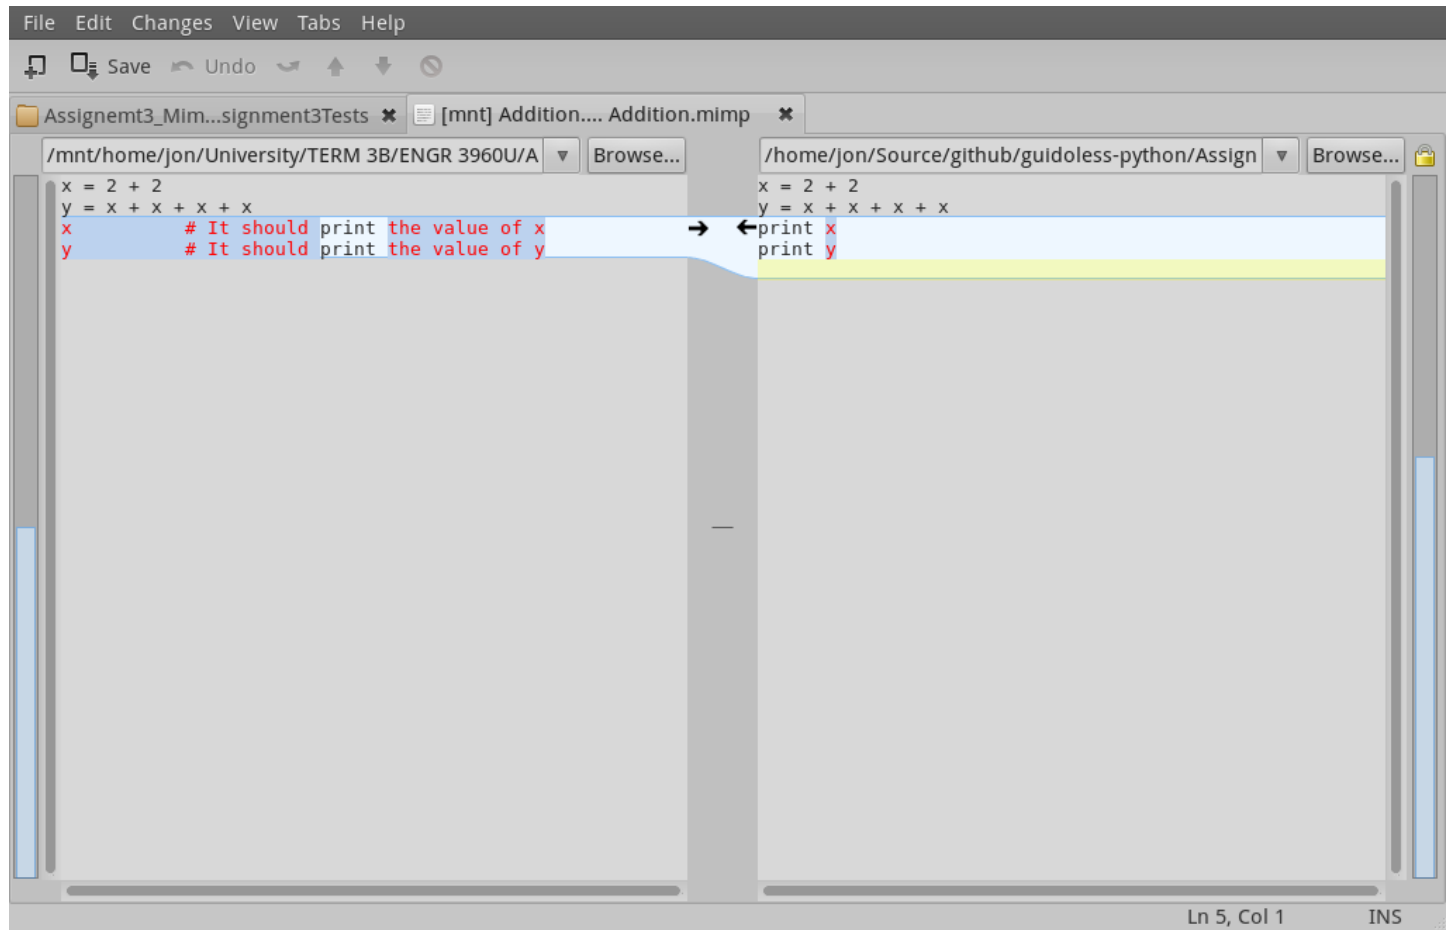 File Edit Changes View Tabs Help
Save Undo
Assignemt3_Mim...signment3Tests [mnt] Addition.... Addition.mimp
/mnt/home/jon/University/TERM 3B/ENGR 3960U/A Browse... /home/jon/Source/github/guidoless-python/Assign Browse...
x = 2 + 2
y = x + x + x + x
x # It should print the value of x
y # It should print the value of y
x = 2 + 2
y = x + x + x + x
print x
print y
Ln 5, Col 1 INS